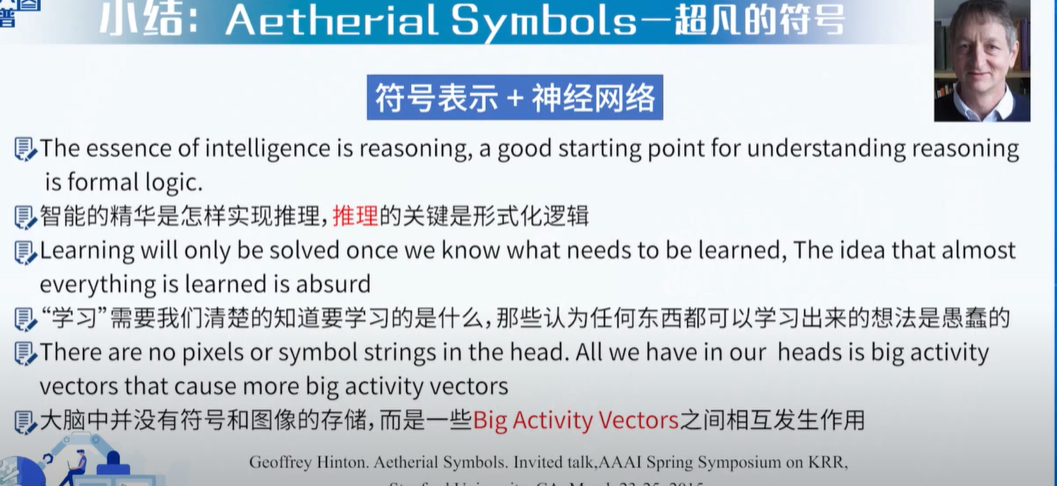 小结：Aetherial Symbols—超凡的符号
符号表示 + 神经网络
The essence of intelligence is reasoning, a good starting point for understanding reasoning
is formal logic.
智能的精华是怎样实现推理，推理的关键是形式化逻辑
Learning will only be solved once we know what needs to be learned, The idea that almost
everything is learned is absurd
“学习”需要我们清楚的知道要学习的是什么，那些认为任何东西都可以学习出来的想法是愚蠢的
There are no pixels or symbol strings in the head. All we have in our heads is big activity
vectors that cause more big activity vectors
大脑中并没有符号和图像的存储，而是一些Big Activity Vectors之间相互发生作用
Geoffrey Hinton. Aetherial Symbols. Invited talk,AAAI Spring Symposium on KRR,